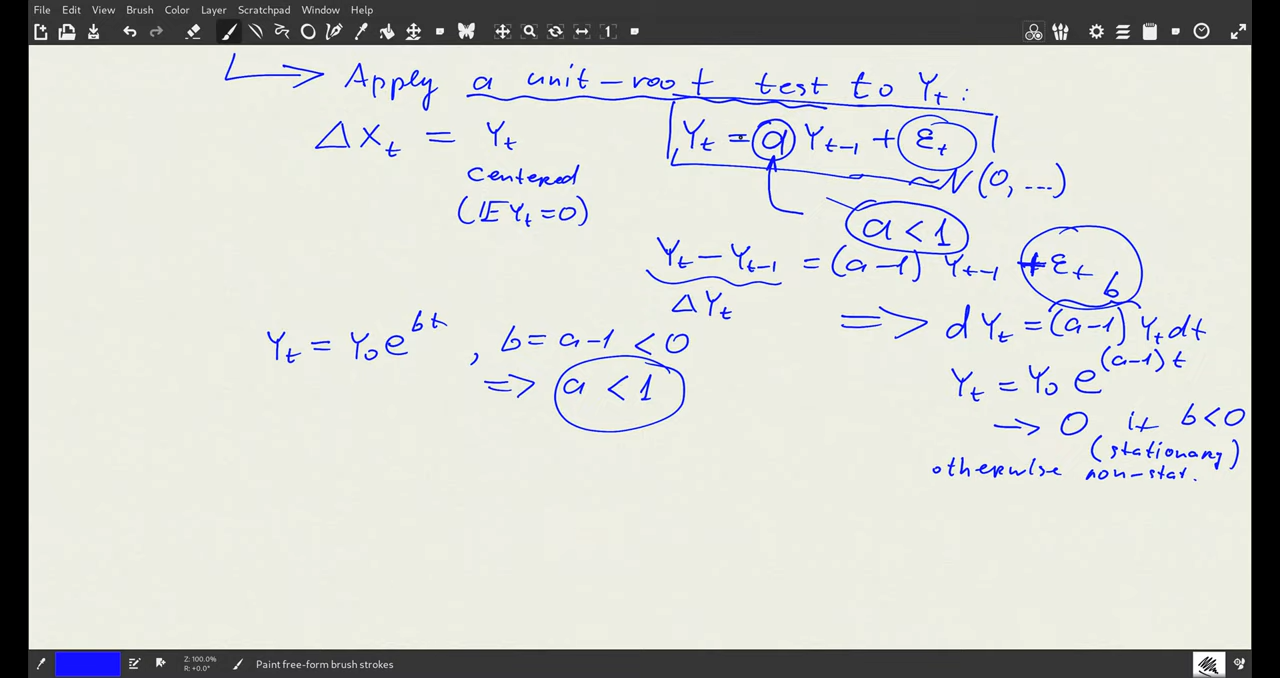 File Edit View Brush Color Layer Scratchpad Window Help
Apply a unit-root test to Yₜ:
ΔXₜ = Yₜ
centered
(𝔼Yₜ=0)
Yₜ = a Yₜ₋₁ + εₜ
~N(0,...)
a < 1
Yₜ − Yₜ₋₁ = (a−1) Yₜ₋₁ + εₜ
ΔYₜ
b
=> dYₜ = (a−1) Yₜdt
Yₜ = Y₀ e^(a−1)t
→ 0 if b<0
(stationary)
otherwise non-stat.
Yₜ = Y₀e^bt, b = a−1 < 0
=> a < 1
Z: 100.0%
R: +0.0°
Paint free-form brush strokes